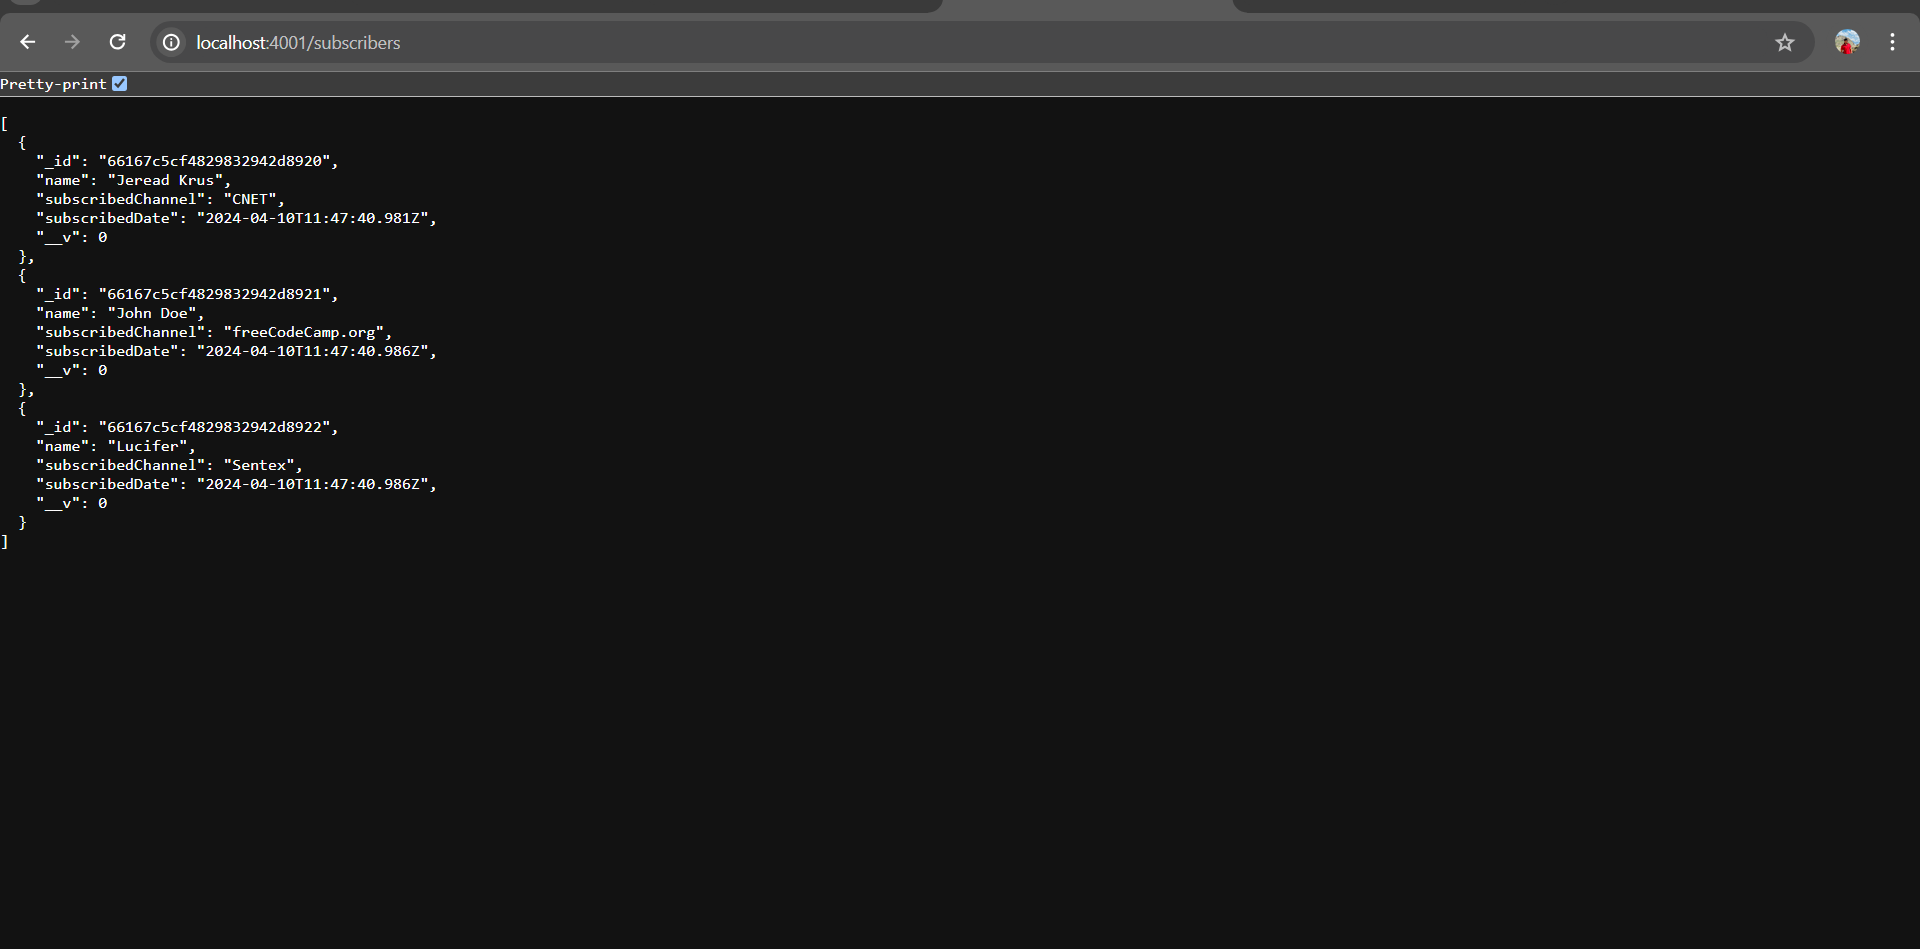 localhost:4001/subscribers
Pretty-print
[
  {
    "_id": "66167c5cf4829832942d8920",
    "name": "Jeread Krus",
    "subscribedChannel": "CNET",
    "subscribedDate": "2024-04-10T11:47:40.981Z",
    "__v": 0
  },
  {
    "_id": "66167c5cf4829832942d8921",
    "name": "John Doe",
    "subscribedChannel": "freeCodeCamp.org",
    "subscribedDate": "2024-04-10T11:47:40.986Z",
    "__v": 0
  },
  {
    "_id": "66167c5cf4829832942d8922",
    "name": "Lucifer",
    "subscribedChannel": "Sentex",
    "subscribedDate": "2024-04-10T11:47:40.986Z",
    "__v": 0
  }
]